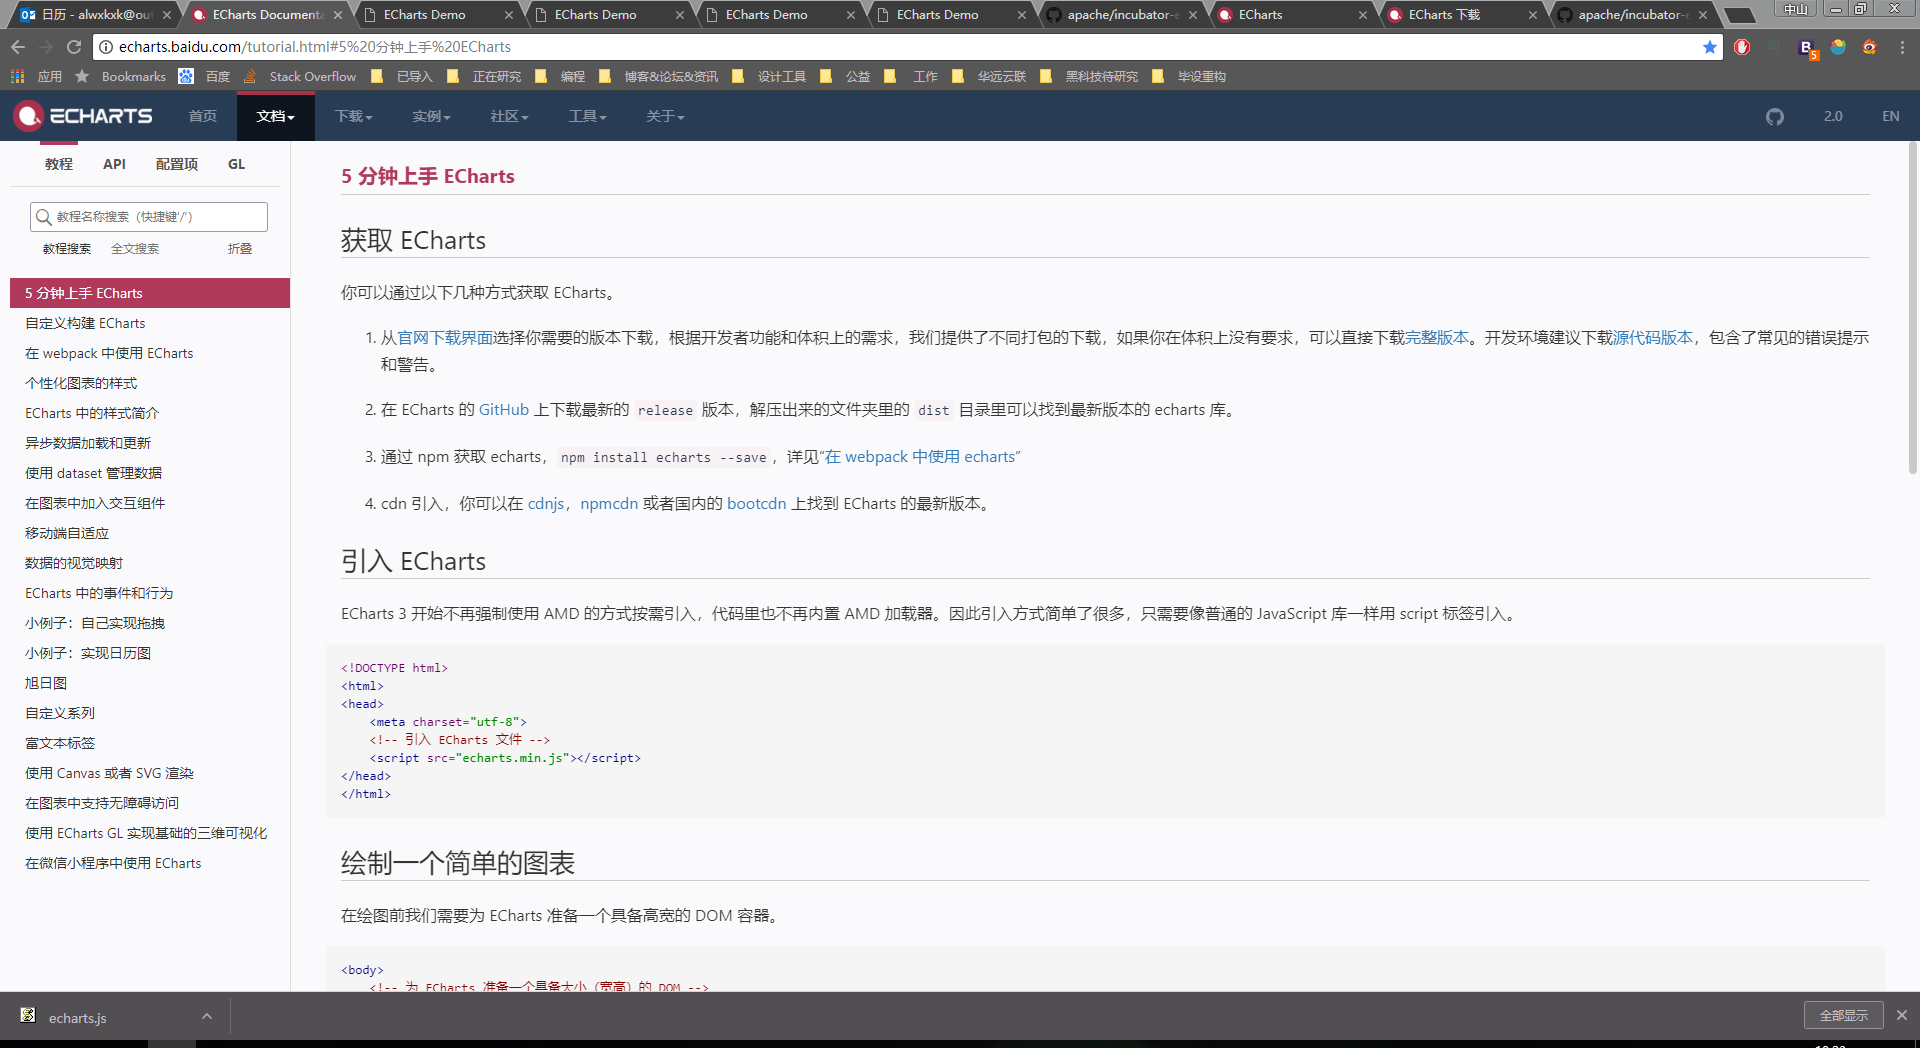 日历 - alwxkxk@out
ECharts Documenta
ECharts Demo
ECharts Demo
ECharts Demo
ECharts Demo
apache/incubator-e
ECharts
ECharts 下载
apache/incubator-e
中山
echarts.baidu.com/tutorial.html#5%20分钟上手%20ECharts
应用
Bookmarks
百度
Stack Overflow
已导入
正在研究
编程
博客&论坛&资讯
设计工具
公益
工作
华远云联
黑科技待研究
毕设重构
ECHARTS
首页
文档
下载
实例
社区
工具
关于
2.0
EN
教程
API
配置项
GL
教程名称搜索（快捷键'/'）
教程搜索
全文搜索
折叠
5 分钟上手 ECharts
自定义构建 ECharts
在 webpack 中使用 ECharts
个性化图表的样式
ECharts 中的样式简介
异步数据加载和更新
使用 dataset 管理数据
在图表中加入交互组件
移动端自适应
数据的视觉映射
ECharts 中的事件和行为
小例子：自己实现拖拽
小例子：实现日历图
旭日图
自定义系列
富文本标签
使用 Canvas 或者 SVG 渲染
在图表中支持无障碍访问
使用 ECharts GL 实现基础的三维可视化
在微信小程序中使用 ECharts
5 分钟上手 ECharts
获取 ECharts
你可以通过以下几种方式获取 ECharts。
1. 从官网下载界面选择你需要的版本下载，根据开发者功能和体积上的需求，我们提供了不同打包的下载，如果你在体积上没有要求，可以直接下载完整版本。开发环境建议下载源代码版本，包含了常见的错误提示
和警告。
2. 在 ECharts 的 GitHub 上下载最新的 release 版本，解压出来的文件夹里的 dist 目录里可以找到最新版本的 echarts 库。
3. 通过 npm 获取 echarts，npm install echarts --save，详见“在 webpack 中使用 echarts”
4. cdn 引入，你可以在 cdnjs，npmcdn 或者国内的 bootcdn 上找到 ECharts 的最新版本。
引入 ECharts
ECharts 3 开始不再强制使用 AMD 的方式按需引入，代码里也不再内置 AMD 加载器。因此引入方式简单了很多，只需要像普通的 JavaScript 库一样用 script 标签引入。
<!DOCTYPE html>
<html>
<head>
<meta charset="utf-8">
<!-- 引入 ECharts 文件 -->
<script src="echarts.min.js"></script>
</head>
</html>
绘制一个简单的图表
在绘图前我们需要为 ECharts 准备一个具备高宽的 DOM 容器。
<body>
<!-- 为 ECharts 准备一个具备大小（宽高）的 DOM -->
echarts.js
全部显示